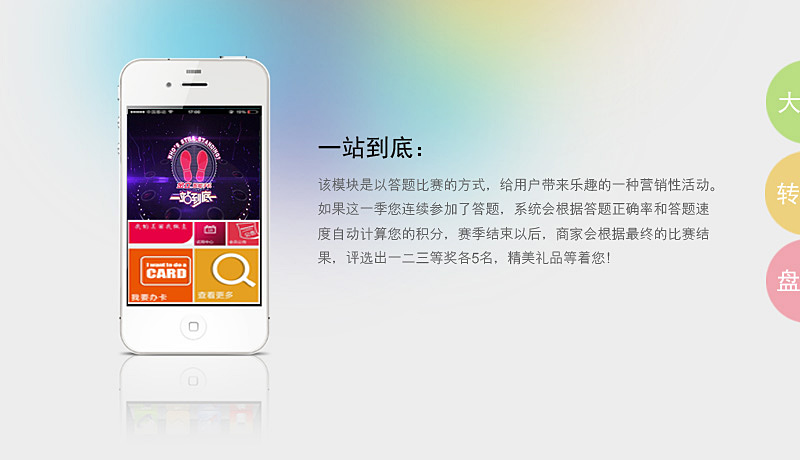 一站到底：
该模块是以答题比赛的方式，给用户带来乐趣的一种营销性活动。
如果这一季您连续参加了答题，系统会根据答题正确率和答题速
度自动计算您的积分，赛季结束以后，商家会根据最终的比赛结
果，评选出一二三等奖各5名，精美礼品等着您!
WHO'S STILL STANDING?
一站到底
I want to do a
CARD
我要办卡
查看更多
大
转
盘